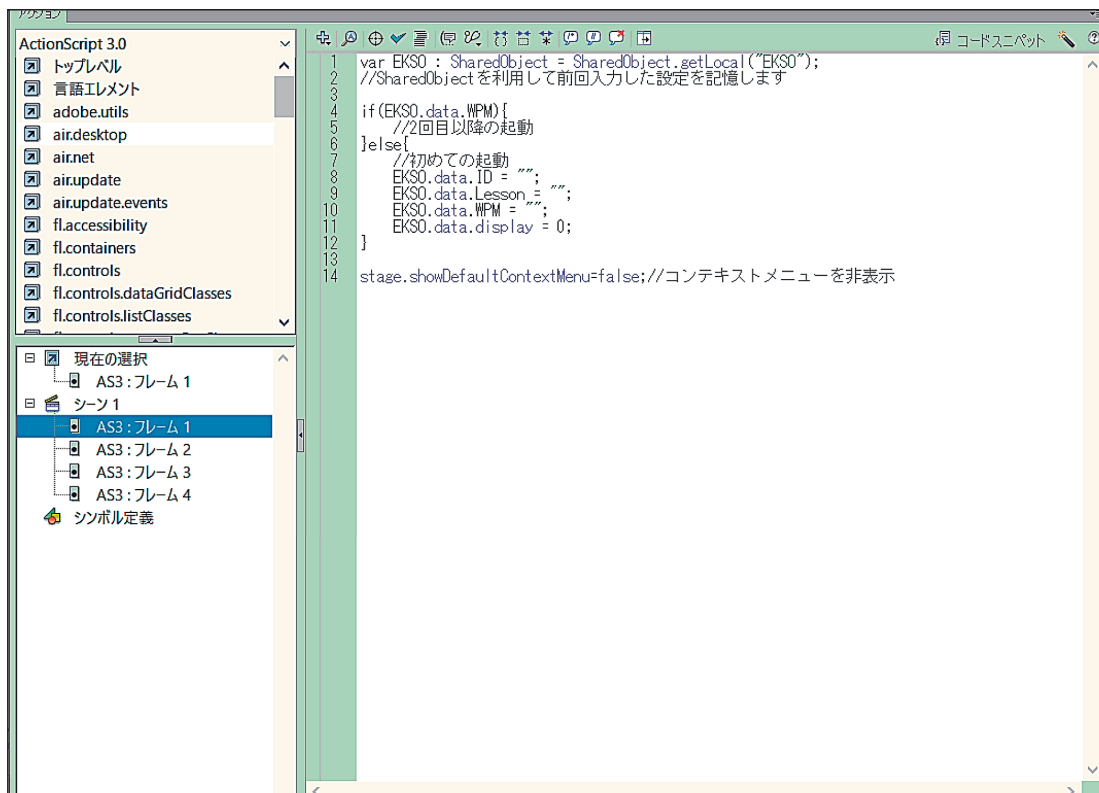 アクション
ActionScript 3.0
トップレベル
言語エレメント
adobe.utils
air.desktop
air.net
air.update
air.update.events
fl.accessibility
fl.containers
fl.controls
fl.controls.dataGridClasses
fl.controls.listClasses
現在の選択
AS3 : フレーム 1
シーン 1
AS3 : フレーム 1
AS3 : フレーム 2
AS3 : フレーム 3
AS3 : フレーム 4
シンボル定義
コードスニペット
1 var EKSO : SharedObject = SharedObject.getLocal("EKSO");
2 //SharedObjectを利用して前回入力した設定を記憶します
3
4 if(EKSO.data.WPM){
5 //2回目以降の起動
6 }else{
7 //初めての起動
8 EKSO.data.ID = "";
9 EKSO.data.Lesson = "";
10 EKSO.data.WPM = "";
11 EKSO.data.display = 0;
12 }
13
14 stage.showDefaultContextMenu=false;//コンテキストメニューを非表示